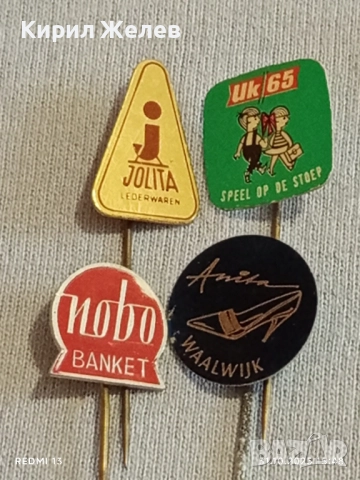 Кирил Желев
JOLITA
LEDERWAREN
Uk 65
SPEEL OP DE STOEP
nobo
BANKET
Anita
WAALWIJK
REDMI 13